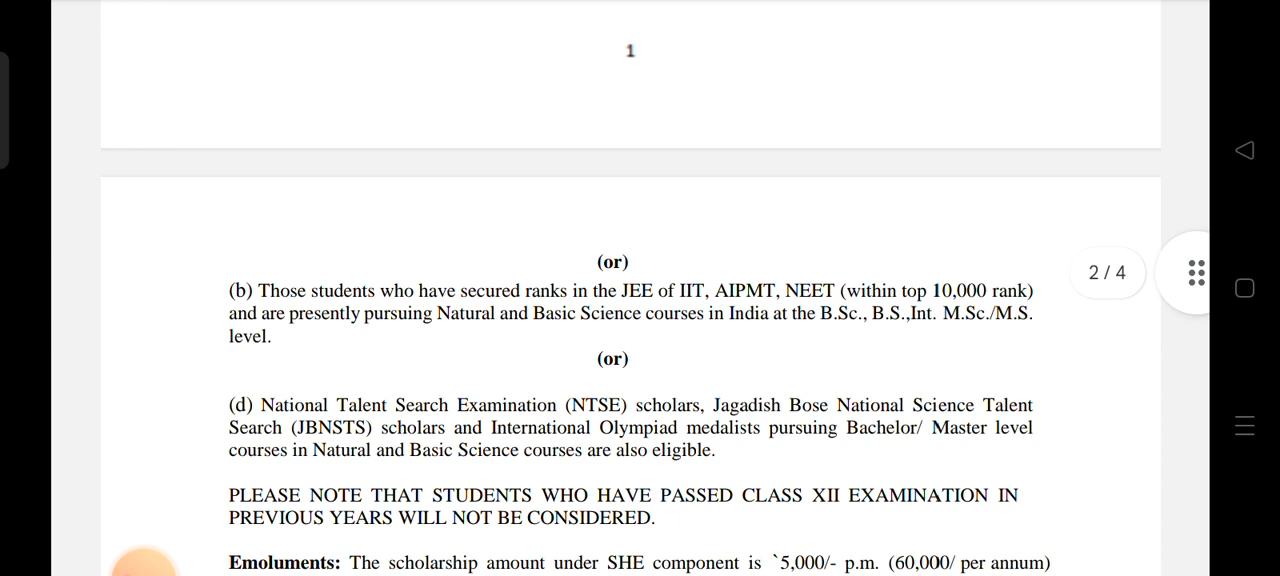 1
(or)
2 / 4
(b) Those students who have secured ranks in the JEE of IIT, AIPMT, NEET (within top 10,000 rank)
and are presently pursuing Natural and Basic Science courses in India at the B.Sc., B.S.,Int. M.Sc./M.S.
level.
(or)
(d) National Talent Search Examination (NTSE) scholars, Jagadish Bose National Science Talent
Search (JBNSTS) scholars and International Olympiad medalists pursuing Bachelor/ Master level
courses in Natural and Basic Science courses are also eligible.
PLEASE NOTE THAT STUDENTS WHO HAVE PASSED CLASS XII EXAMINATION IN
PREVIOUS YEARS WILL NOT BE CONSIDERED.
Emoluments: The scholarship amount under SHE component is `5,000/- p.m. (60,000/ per annum)